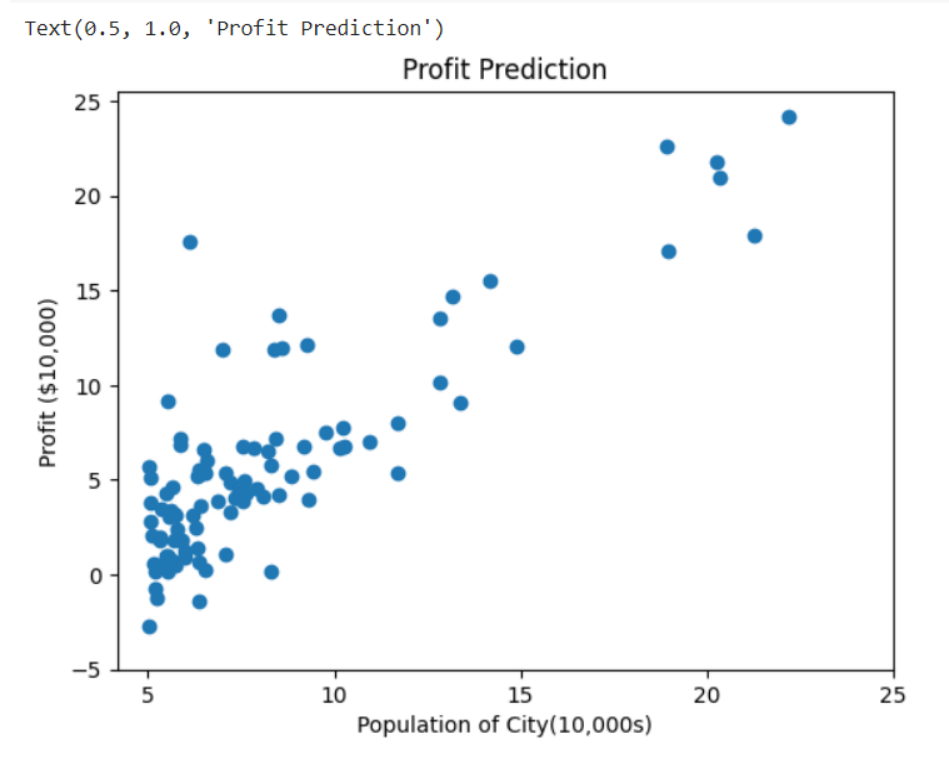 Text(0.5, 1.0, 'Profit Prediction')
Profit Prediction
25
20
15
10
5
0
−5
Profit ($10,000)
5 10 15 20 25
Population of City(10,000s)